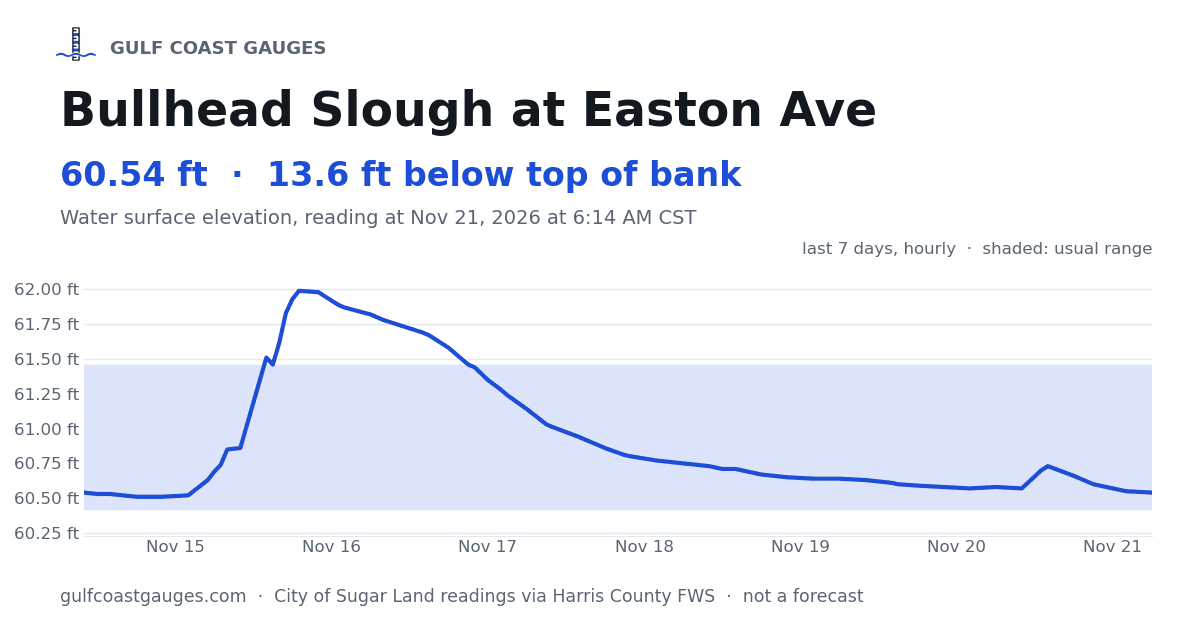 GULF COAST GAUGES
Bullhead Slough at Easton Ave
60.54 ft · 13.6 ft below top of bank
Water surface elevation, reading at Nov 21, 2026 at 6:14 AM CST
last 7 days, hourly · shaded: usual range
62.00 ft
61.75 ft
61.50 ft
61.25 ft
61.00 ft
60.75 ft
60.50 ft
60.25 ft
Nov 15 Nov 16 Nov 17 Nov 18 Nov 19 Nov 20 Nov 21
gulfcoastgauges.com · City of Sugar Land readings via Harris County FWS · not a forecast